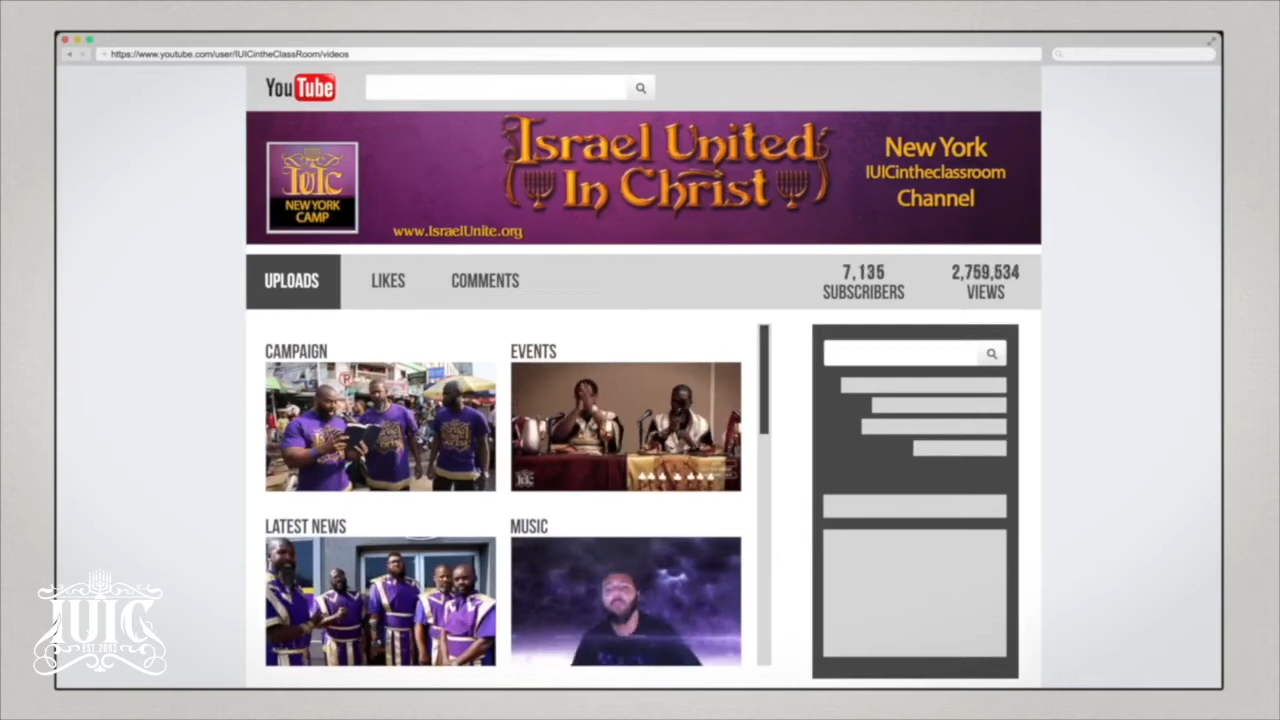 https://www.youtube.com/user/IUICintheClassRoom/videos
YouTube
Israel United
In Christ
New York
IUICintheclassroom
Channel
IUIC
NEW YORK
CAMP
www.IsraelUnite.org
UPLOADS
LIKES
COMMENTS
7,135
SUBSCRIBERS
2,759,534
VIEWS
CAMPAIGN
EVENTS
LATEST NEWS
MUSIC
IUIC
EST. 2003